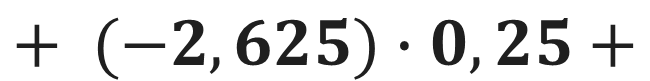 + (−2,625) · 0,25 +